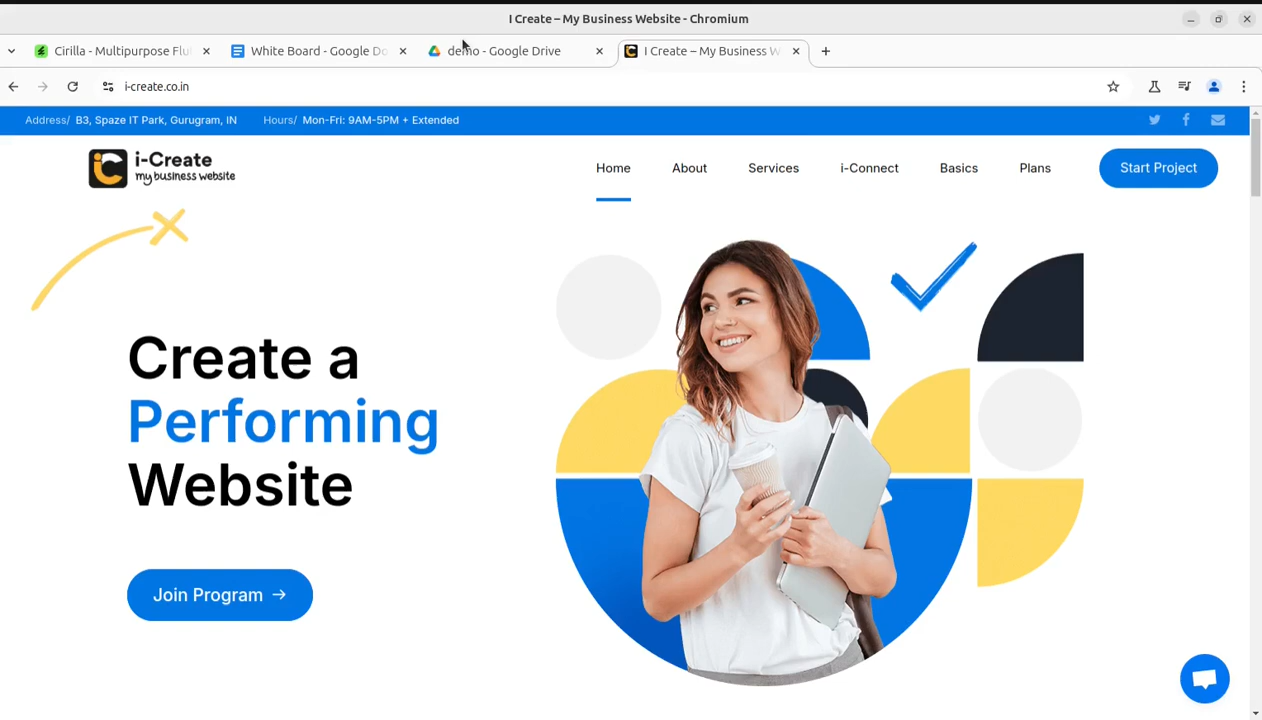 I Create – My Business Website - Chromium
Cirilla - Multipurpose Flu
White Board - Google Do
demo - Google Drive
I Create – My Business W
i-create.co.in
Address/ B3, Spaze IT Park, Gurugram, IN Hours/ Mon-Fri: 9AM-5PM + Extended
i-Create
my business website
Home About Services i-Connect Basics Plans Start Project
Create a
Performing
Website
Join Program →